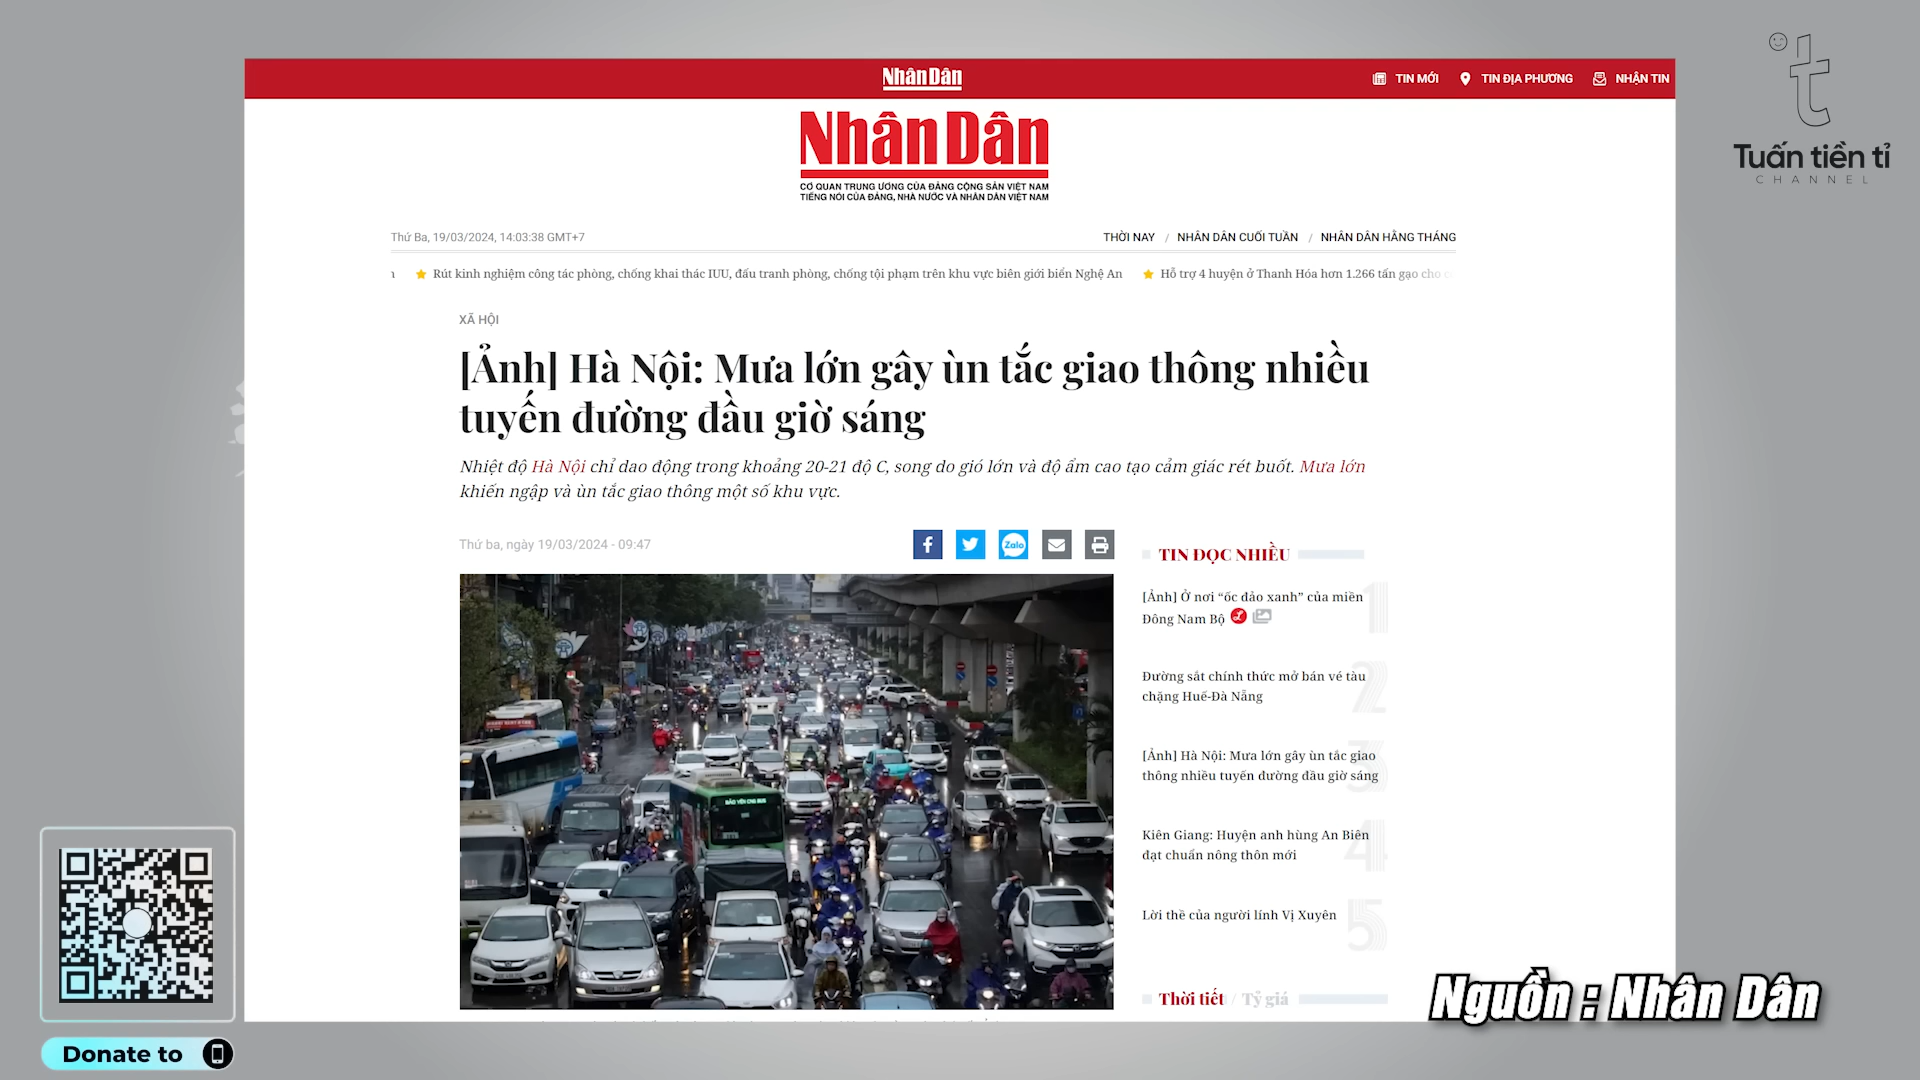 NhânDân
TIN MỚI
TIN ĐỊA PHƯƠNG
NHẬN TIN
Tuấn tiền tỉ
CHANNEL
NhânDân
CƠ QUAN TRUNG ƯƠNG CỦA ĐẢNG CỘNG SẢN VIỆT NAM
TIẾNG NÓI CỦA ĐẢNG, NHÀ NƯỚC VÀ NHÂN DÂN VIỆT NAM
Thứ Ba, 19/03/2024, 14:03:38 GMT+7
THỜI NAY / NHÂN DÂN CUỐI TUẦN / NHÂN DÂN HẰNG THÁNG
Rút kinh nghiệm công tác phòng, chống khai thác IUU, đấu tranh phòng, chống tội phạm trên khu vực biên giới biển Nghệ An
Hỗ trợ 4 huyện ở Thanh Hóa hơn 1.266 tấn gạo cho
XÃ HỘI
[Ảnh] Hà Nội: Mưa lớn gây ùn tắc giao thông nhiều
tuyến đường đầu giờ sáng
Nhiệt độ Hà Nội chỉ dao động trong khoảng 20-21 độ C, song do gió lớn và độ ẩm cao tạo cảm giác rét buốt. Mưa lớn
khiến ngập và ùn tắc giao thông một số khu vực.
Thứ ba, ngày 19/03/2024 - 09:47
Zalo
TIN ĐỌC NHIỀU
[Ảnh] Ở nơi “ốc đảo xanh” của miền
Đông Nam Bộ
1
Đường sắt chính thức mở bán vé tàu
chặng Huế-Đà Nẵng
2
[Ảnh] Hà Nội: Mưa lớn gây ùn tắc giao
thông nhiều tuyến đường đầu giờ sáng
3
Kiên Giang: Huyện anh hùng An Biên
đạt chuẩn nông thôn mới
4
Lời thề của người lính Vị Xuyên
5
BẢO YẾN CNG BUS
Thời tiết / Tỷ giá
Nguồn : Nhân Dân
Donate to